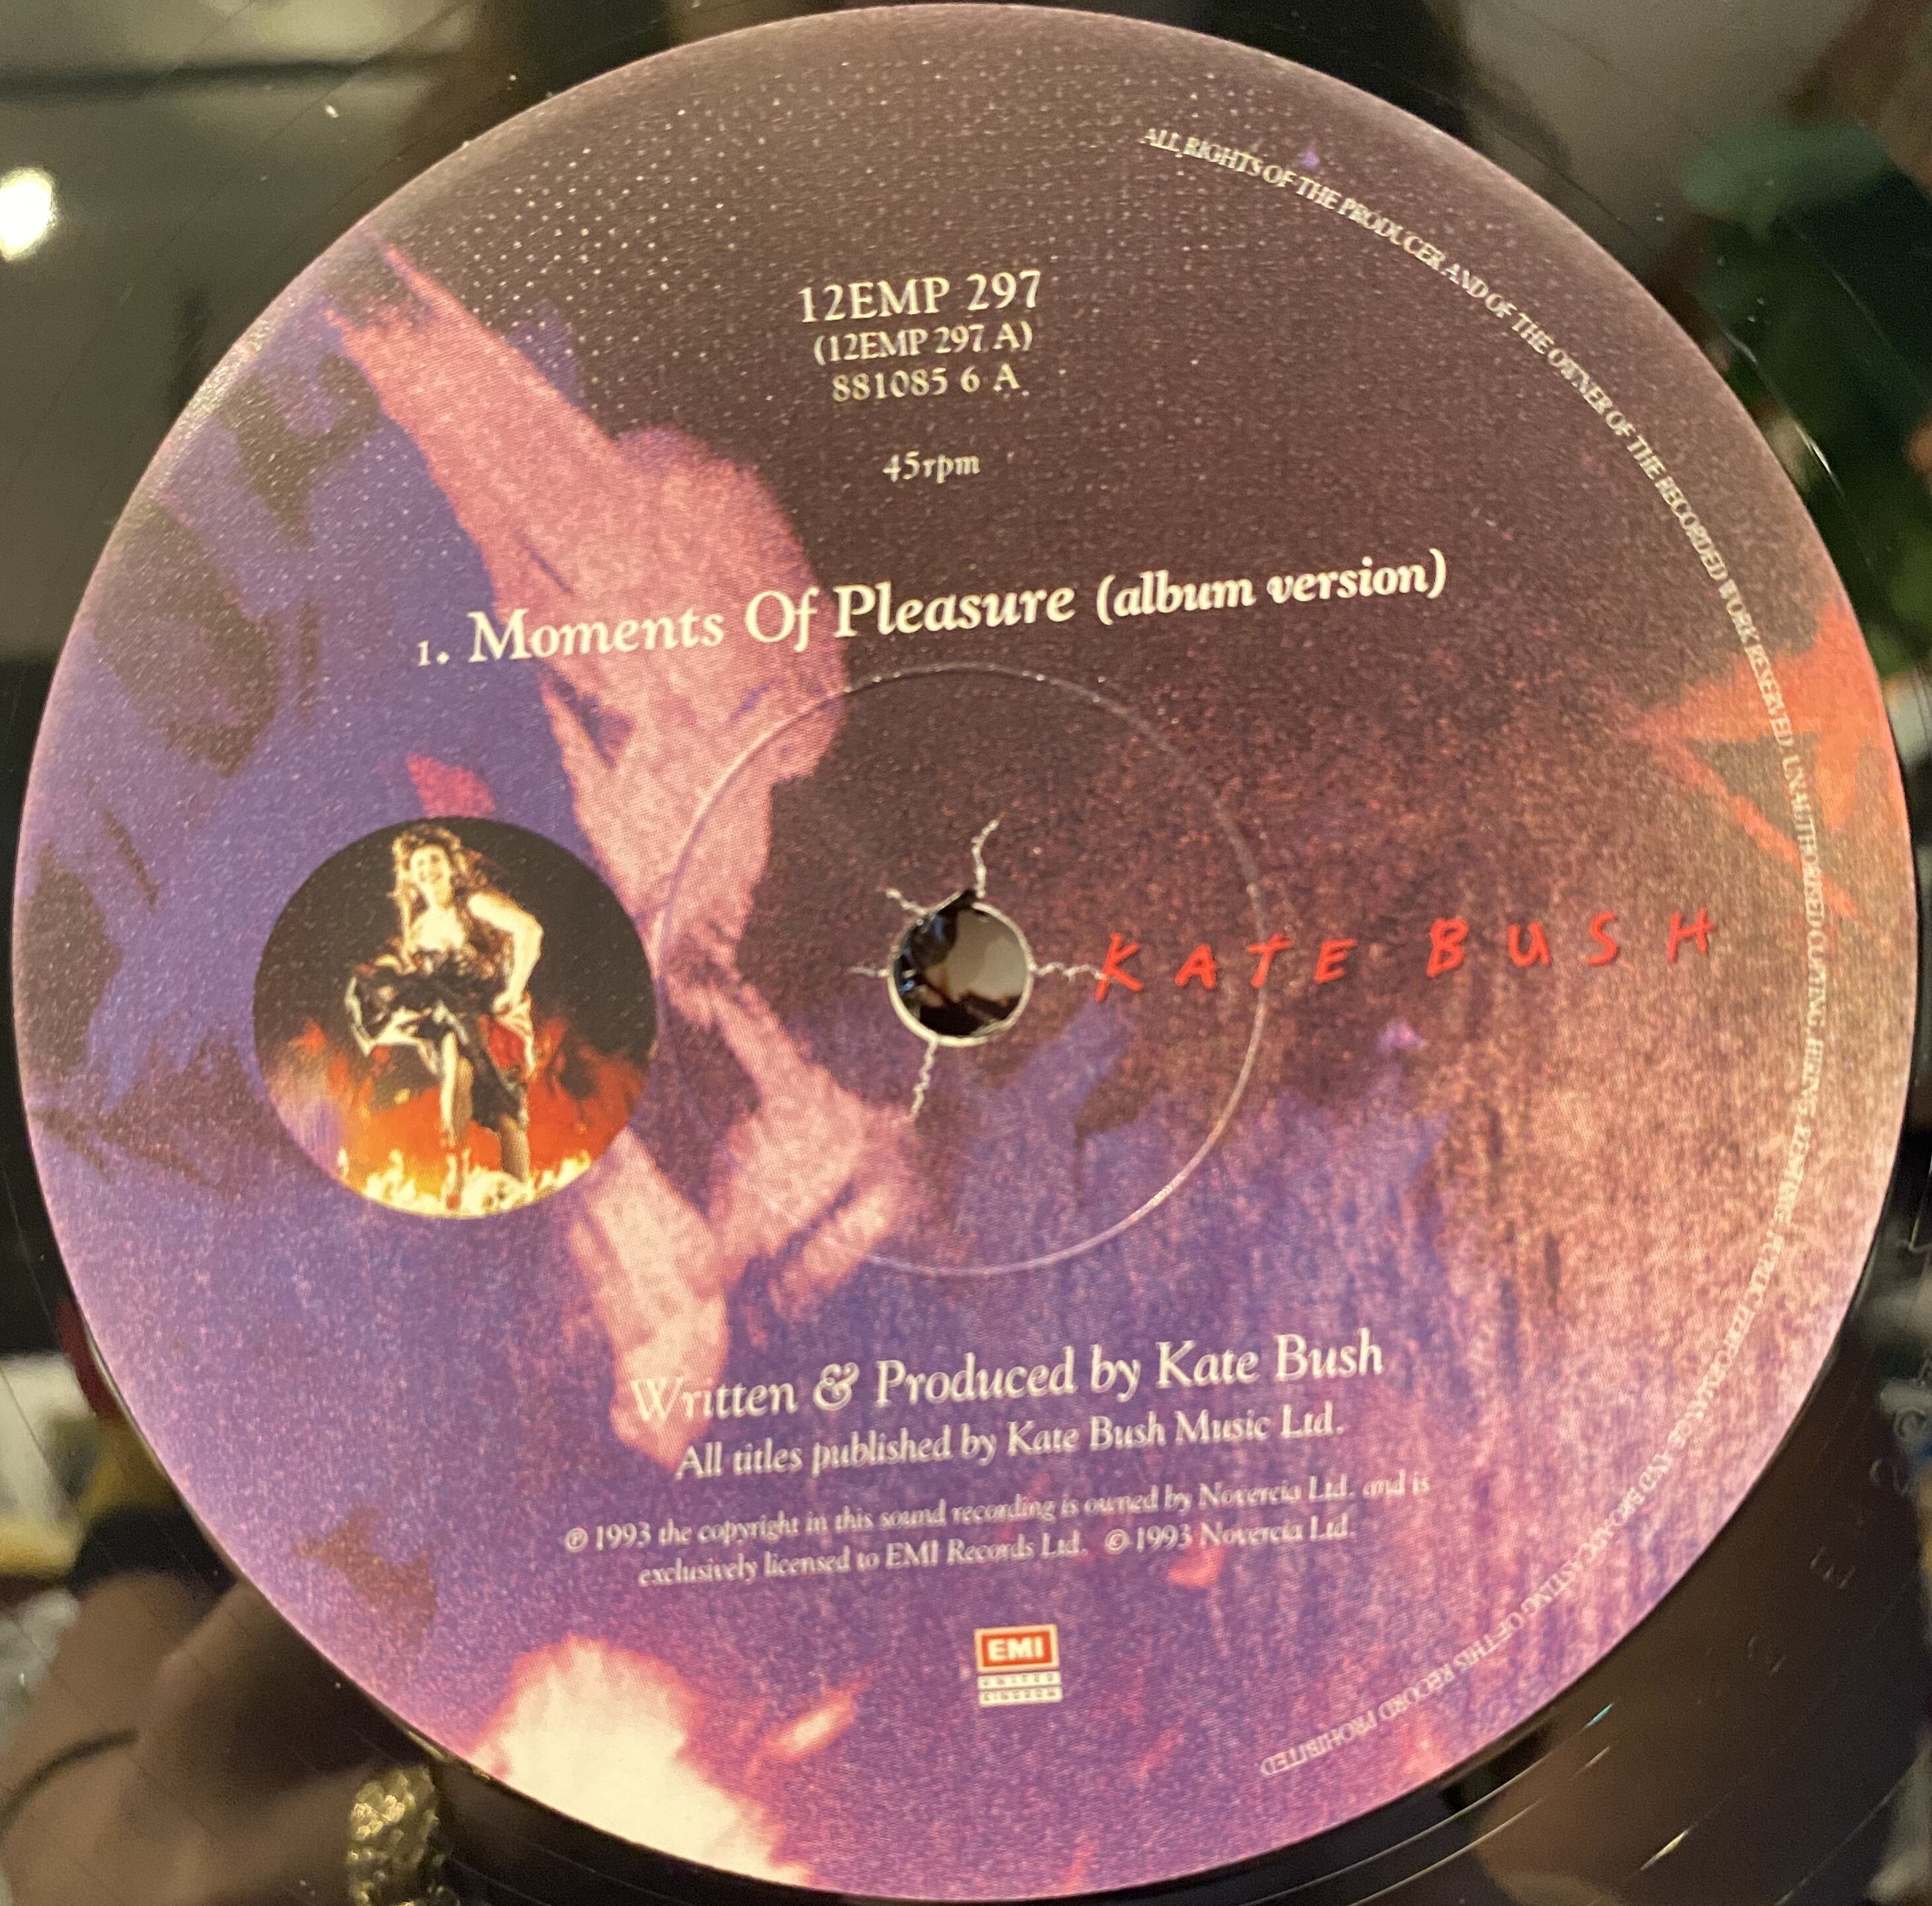 12EMP 297
(12EMP 297 A)
881085 6 A
45rpm
1. Moments Of Pleasure (album version)
KATE BUSH
Written & Produced by Kate Bush
All titles published by Kate Bush Music Ltd.
℗ 1993 the copyright in this sound recording is owned by Novercia Ltd. and is
exclusively licensed to EMI Records Ltd. © 1993 Novercia Ltd.
EMI
UNITED
KINGDOM
ALL RIGHTS OF THE PRODUCER AND OF THE OWNER OF THE RECORDED WORK RESERVED UNAUTHORISED COPYING, HIRING, RENTING, PUBLIC PERFORMANCE AND BROADCASTING OF THIS RECORD PROHIBITED